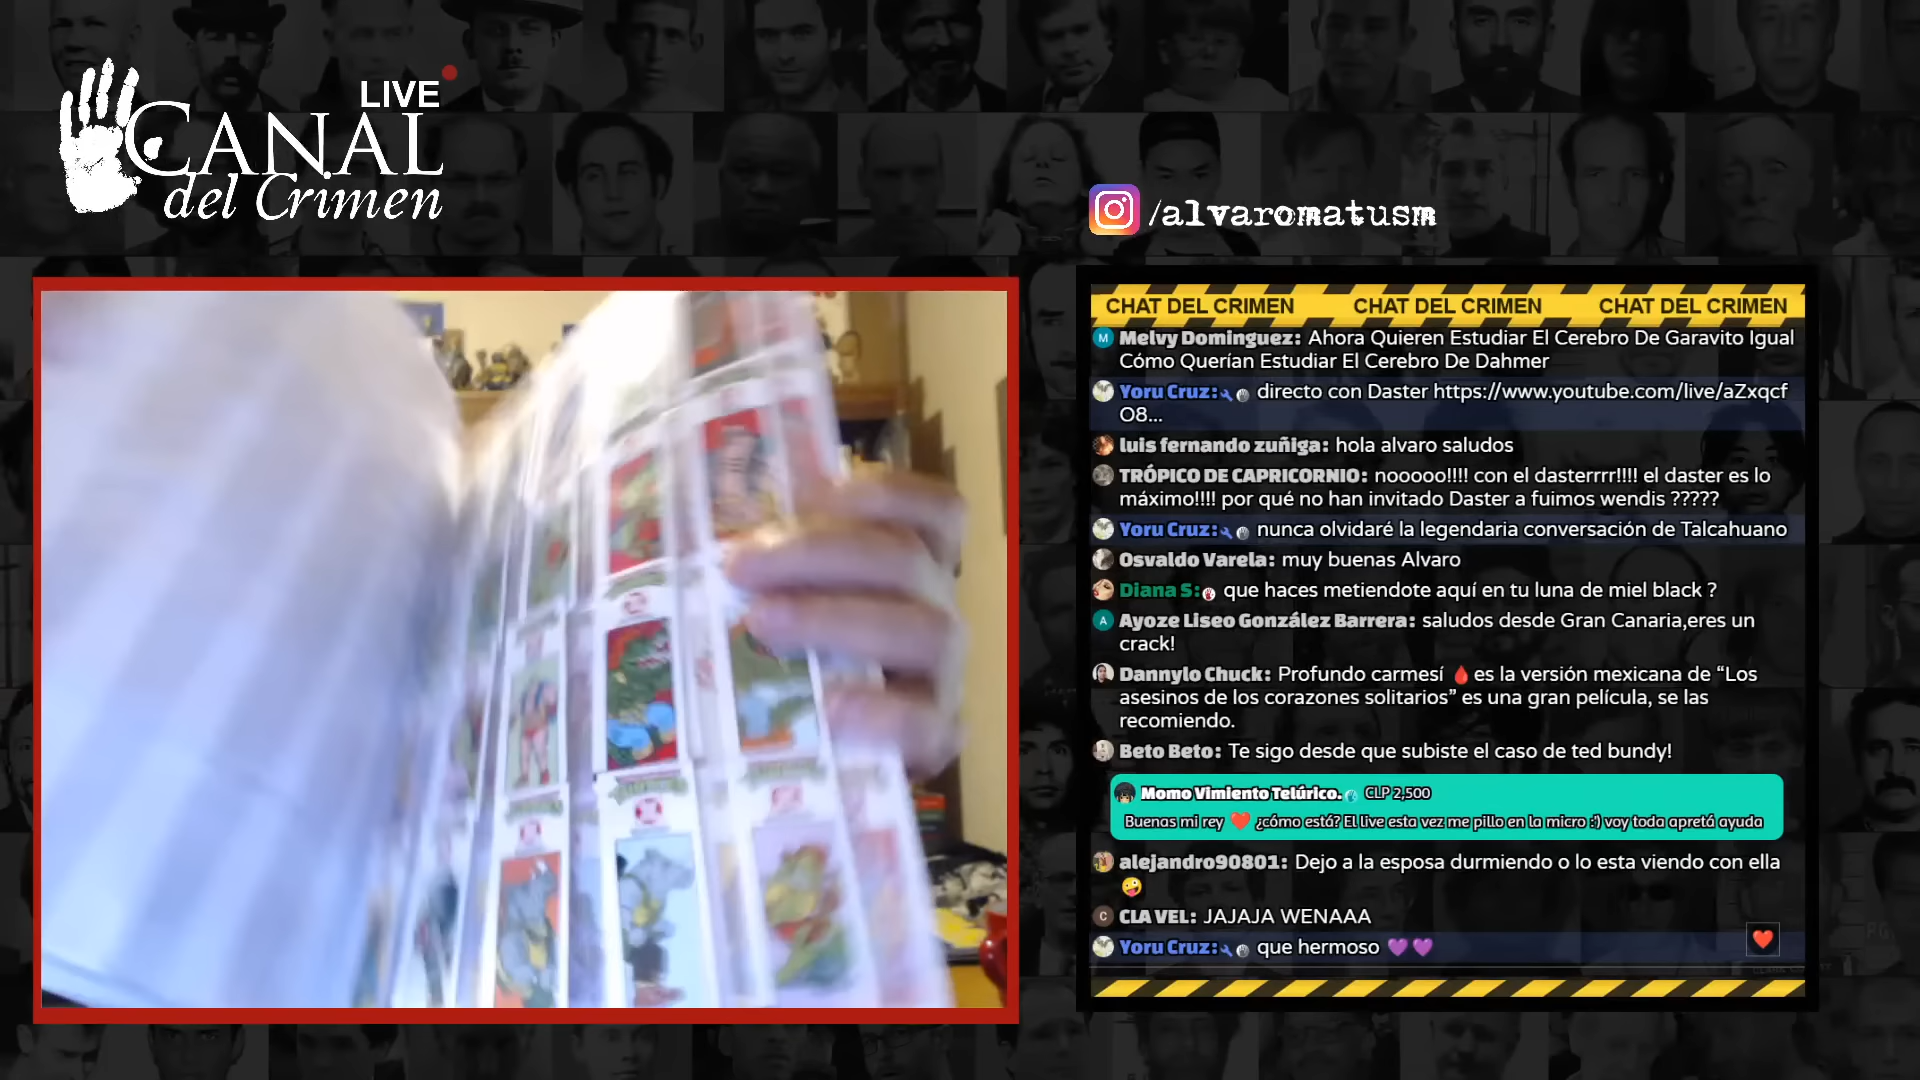 LIVE
CANAL
del Crimen
/alvaromatusm
CHAT DEL CRIMEN CHAT DEL CRIMEN CHAT DEL CRIMEN
M Melvy Dominguez: Ahora Quieren Estudiar El Cerebro De Garavito Igual
Cómo Querían Estudiar El Cerebro De Dahmer
Yoru Cruz: directo con Daster https://www.youtube.com/live/aZxqcf
O8...
luis fernando zuñiga: hola alvaro saludos
TRÓPICO DE CAPRICORNIO: nooooo!!!! con el dasterrrr!!!! el daster es lo
máximo!!!! por qué no han invitado Daster a fuimos wendis ?????
Yoru Cruz: nunca olvidaré la legendaria conversación de Talcahuano
Osvaldo Varela: muy buenas Alvaro
Diana S: que haces metiendote aquí en tu luna de miel black ?
A Ayoze Liseo González Barrera: saludos desde Gran Canaria,eres un
crack!
Dannylo Chuck: Profundo carmesí 🩸es la versión mexicana de “Los
asesinos de los corazones solitarios” es una gran película, se las
recomiendo.
Beto Beto: Te sigo desde que subiste el caso de ted bundy!
Momo Vimiento Telúrico. CLP 2,500
Buenas mi rey ❤️ ¿cómo está? El live esta vez me pillo en la micro :') voy toda apretá ayuda
alejandro90801: Dejo a la esposa durmiendo o lo esta viendo con ella
🤪
C CLA VEL: JAJAJA WENAAA
Yoru Cruz: que hermoso 💜💜